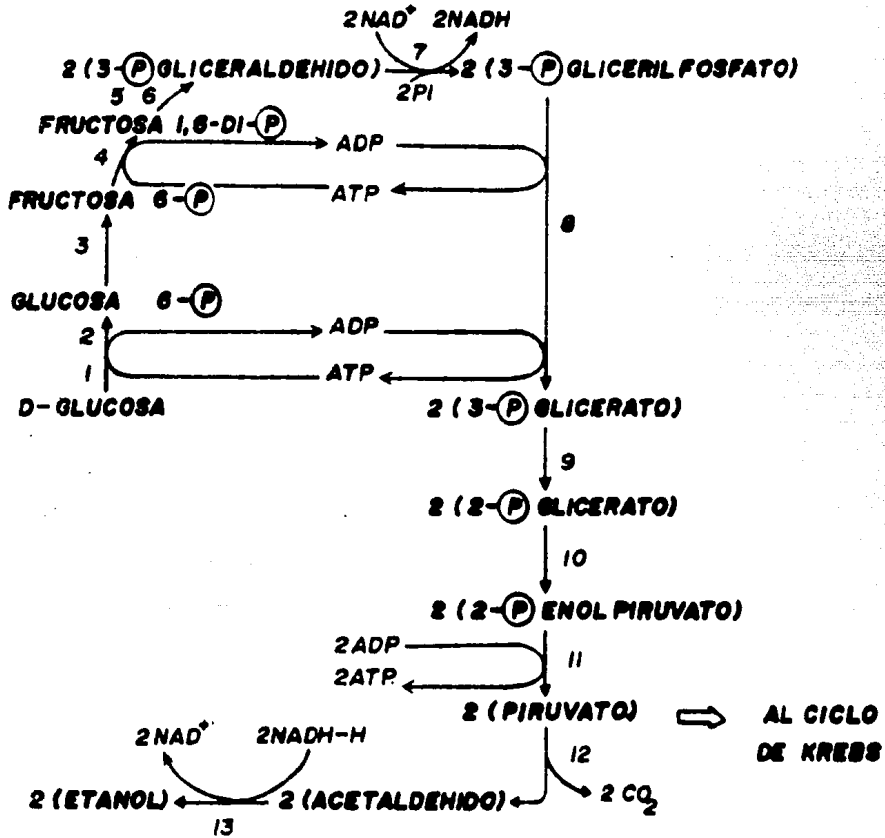 2NAD⁺ 2NADH
7
2 (3-Ⓟ GLICERALDEHIDO) 2 (3-Ⓟ GLICERIL FOSFATO)
5 6 2PI
FRUCTOSA 1,6-DI-Ⓟ
4 ADP
ATP
FRUCTOSA 6-Ⓟ
3 8
GLUCOSA 6-Ⓟ
2 ADP
1 ATP
D-GLUCOSA 2 (3-Ⓟ GLICERATO)
9
2 (2-Ⓟ GLICERATO)
10
2 (2-Ⓟ ENOL PIRUVATO)
2ADP
11
2ATP
2 (PIRUVATO) AL CICLO
DE KREBS
2NAD⁺ 2NADH-H 12
2 (ETANOL) 2 (ACETALDEHIDO) 2 CO₂
13